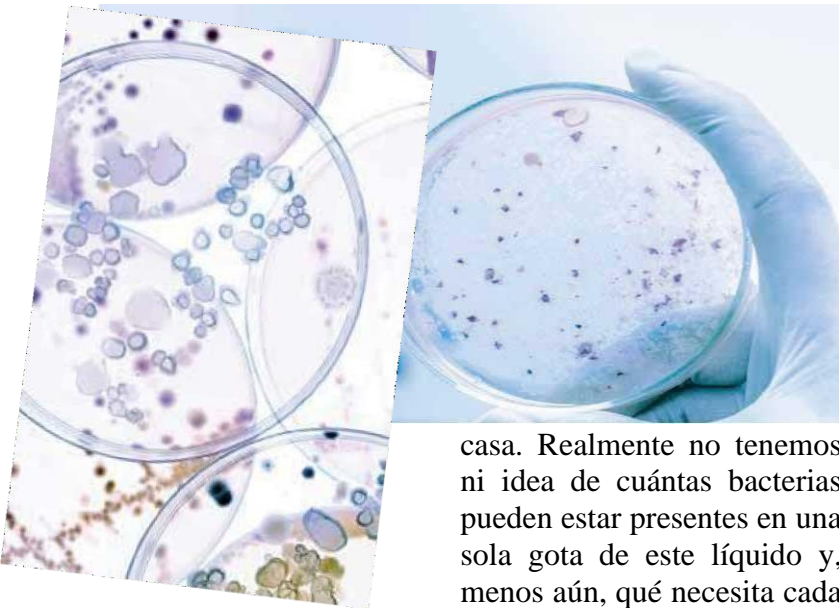 casa. Realmente no tenemos
ni idea de cuántas bacterias
pueden estar presentes en una
sola gota de este líquido y,
menos aún, qué necesita cada